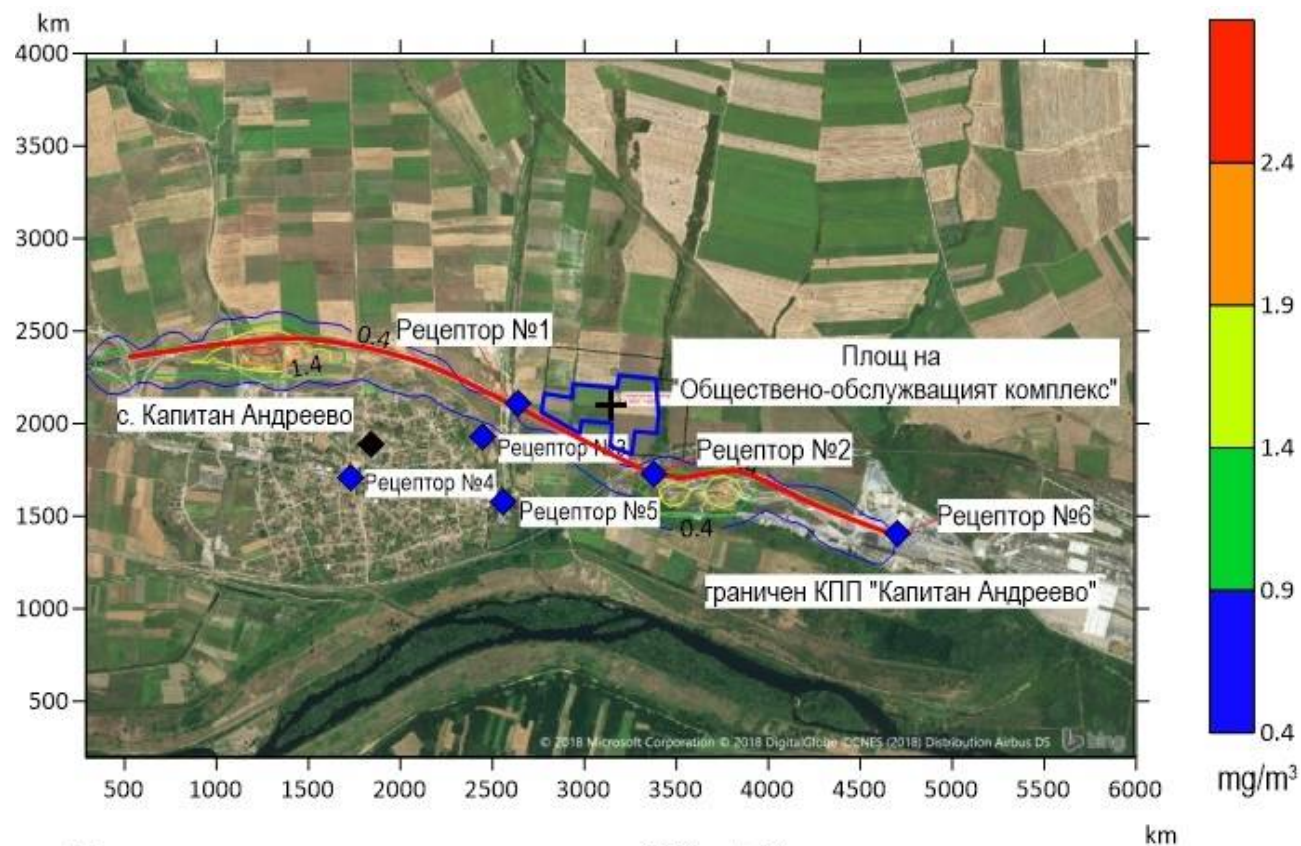 km
4000
3500
3000
2500
2000
1500
1000
500
500 1000 1500 2000 2500 3000 3500 4000 4500 5000 5500 6000
km
0.4
1.4
Рецептор №1
Площ на
"Обществено-обслужващият комплекс"
с. Капитан Андреево
Рецептор №3
Рецептор №2
Рецептор №4
Рецептор №5
0.4
Рецептор №6
граничен КПП "Капитан Андреево"
© 2018 Microsoft Corporation © 2018 DigitalGlobe ©CNES (2018) Distribution Airbus DS
bing
2.4
1.9
1.4
0.9
0.4
mg/m³